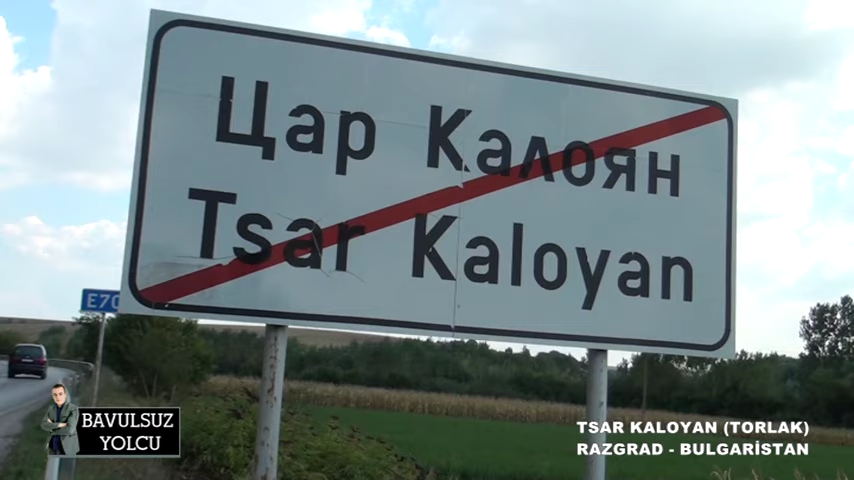 Цар Калоян
Tsar Kaloyan
E70
BAVULSUZ
YOLCU
TSAR KALOYAN (TORLAK)
RAZGRAD - BULGARİSTAN